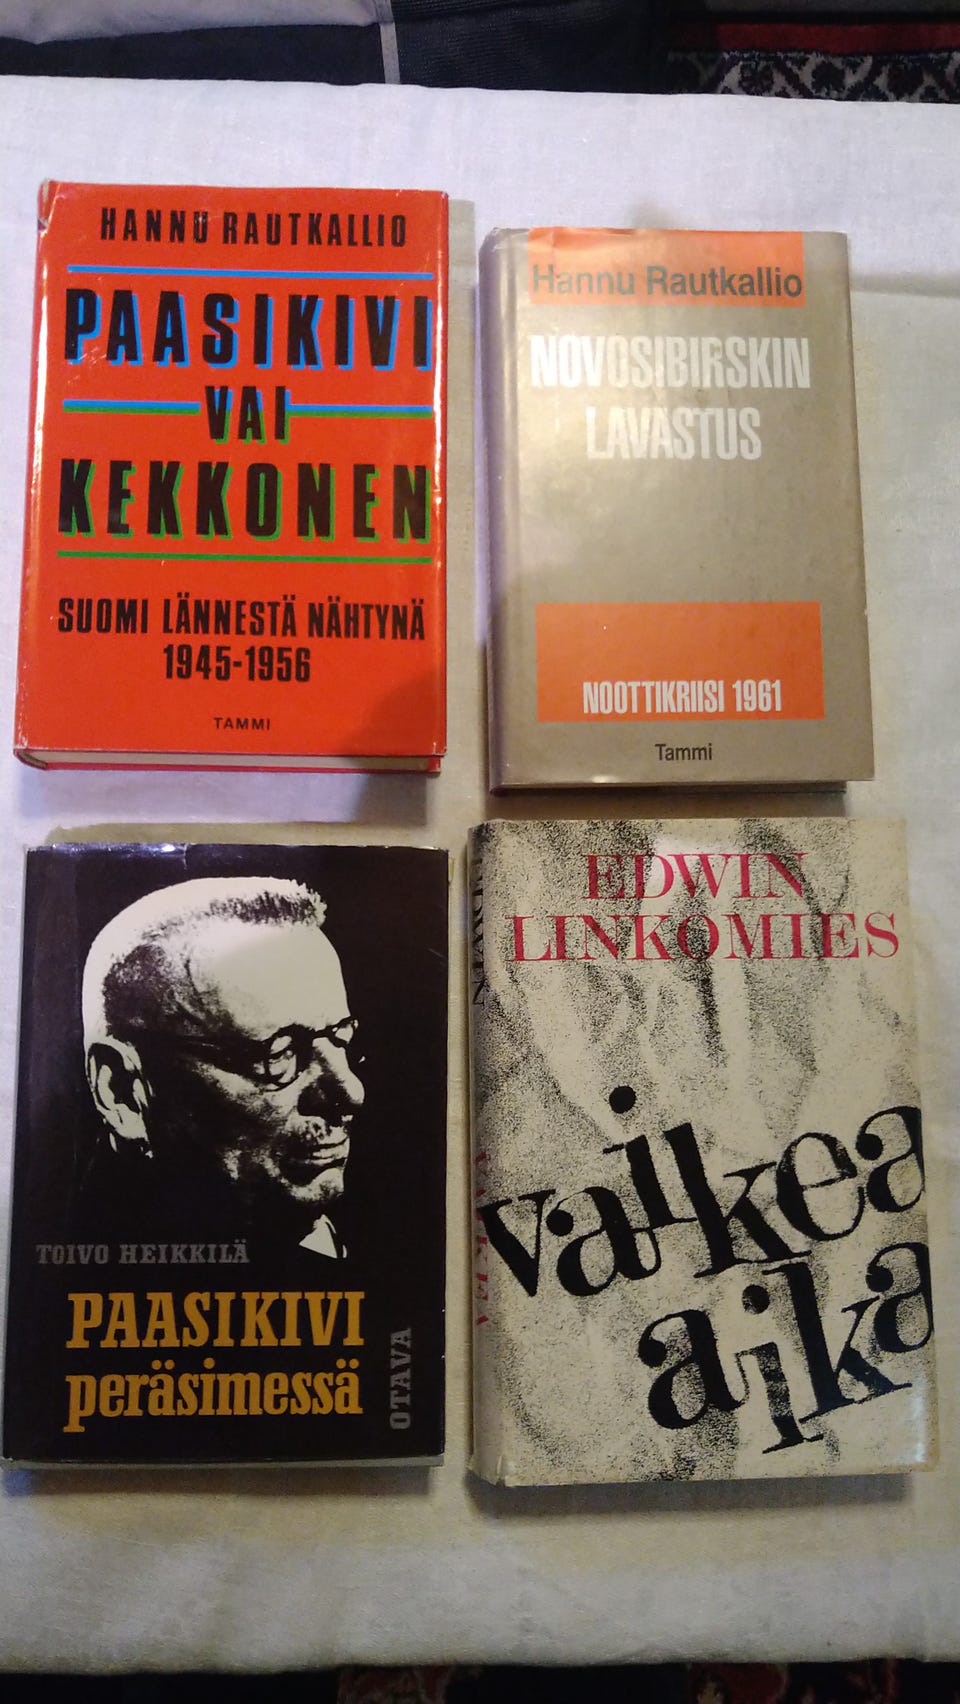 HANNU RAUTKALLIO
PAASIKIVI
VAI
KEKKONEN
SUOMI LÄNNESTÄ NÄHTYNÄ
1945-1956
TAMMI
Hannu Rautkallio
NOVOSIBIRSKIN
LAVASTUS
NOOTTIKRIISI 1961
Tammi
TOIVO HEIKKILÄ
PAASIKIVI
peräsimessä
OTAVA
EDWIN
LINKOMIES
vaikea
aika